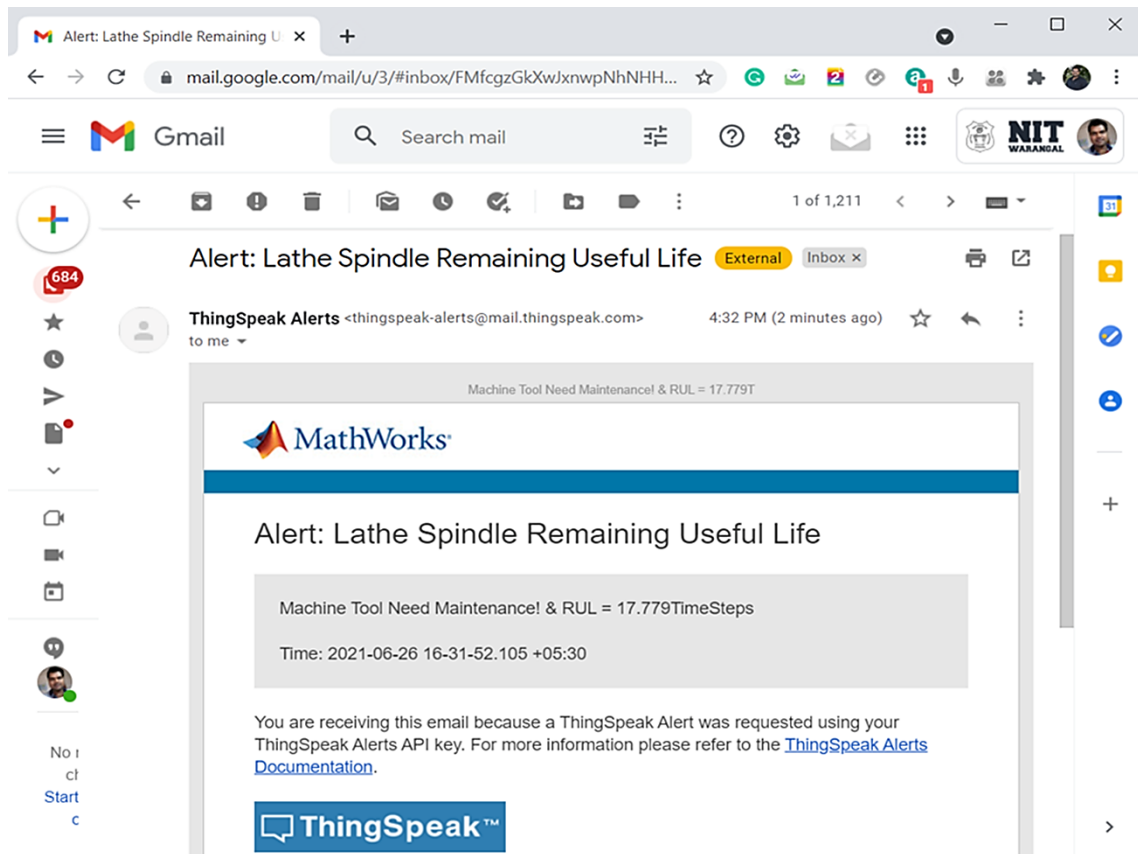 Alert: Lathe Spindle Remaining U
mail.google.com/mail/u/3/#inbox/FMfcgzGkXwJxnwpNhNHH...
2
1
Gmail
Search mail
NIT
WARANGAL
1 of 1,211
31
Alert: Lathe Spindle Remaining Useful Life
External
Inbox ×
684
ThingSpeak Alerts <thingspeak-alerts@mail.thingspeak.com>
4:32 PM (2 minutes ago)
to me
Machine Tool Need Maintenance! & RUL = 17.779T
MathWorks®
Alert: Lathe Spindle Remaining Useful Life
Machine Tool Need Maintenance! & RUL = 17.779TimeSteps
Time: 2021-06-26 16-31-52.105 +05:30
You are receiving this email because a ThingSpeak Alert was requested using your
ThingSpeak Alerts API key. For more information please refer to the ThingSpeak Alerts
Documentation.
No
Start
ThingSpeak™